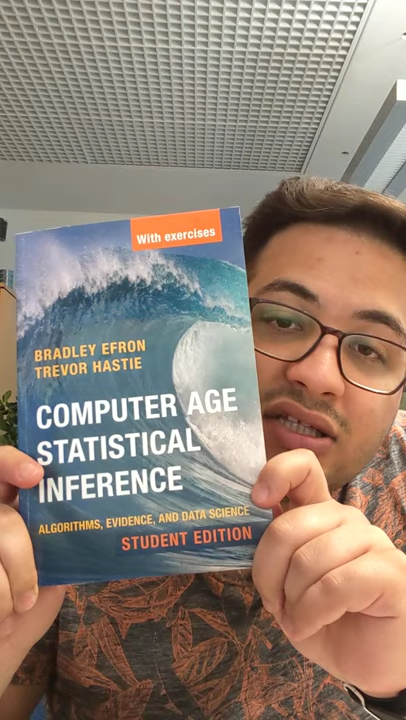 With exercises
BRADLEY EFRON
TREVOR HASTIE
COMPUTER AGE
STATISTICAL
INFERENCE
ALGORITHMS, EVIDENCE, AND DATA SCIENCE
STUDENT EDITION